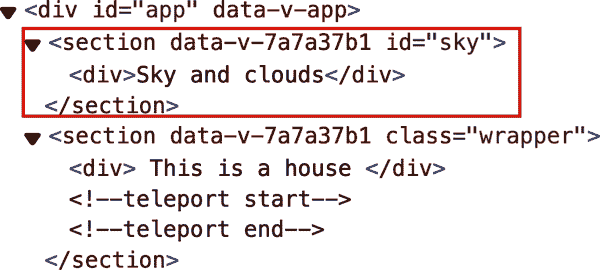 <div id="app" data-v-app>
<section data-v-7a7a37b1 id="sky">
<div>Sky and clouds</div>
</section>
<section data-v-7a7a37b1 class="wrapper">
<div> This is a house </div>
<!--teleport start-->
<!--teleport end-->
</section>